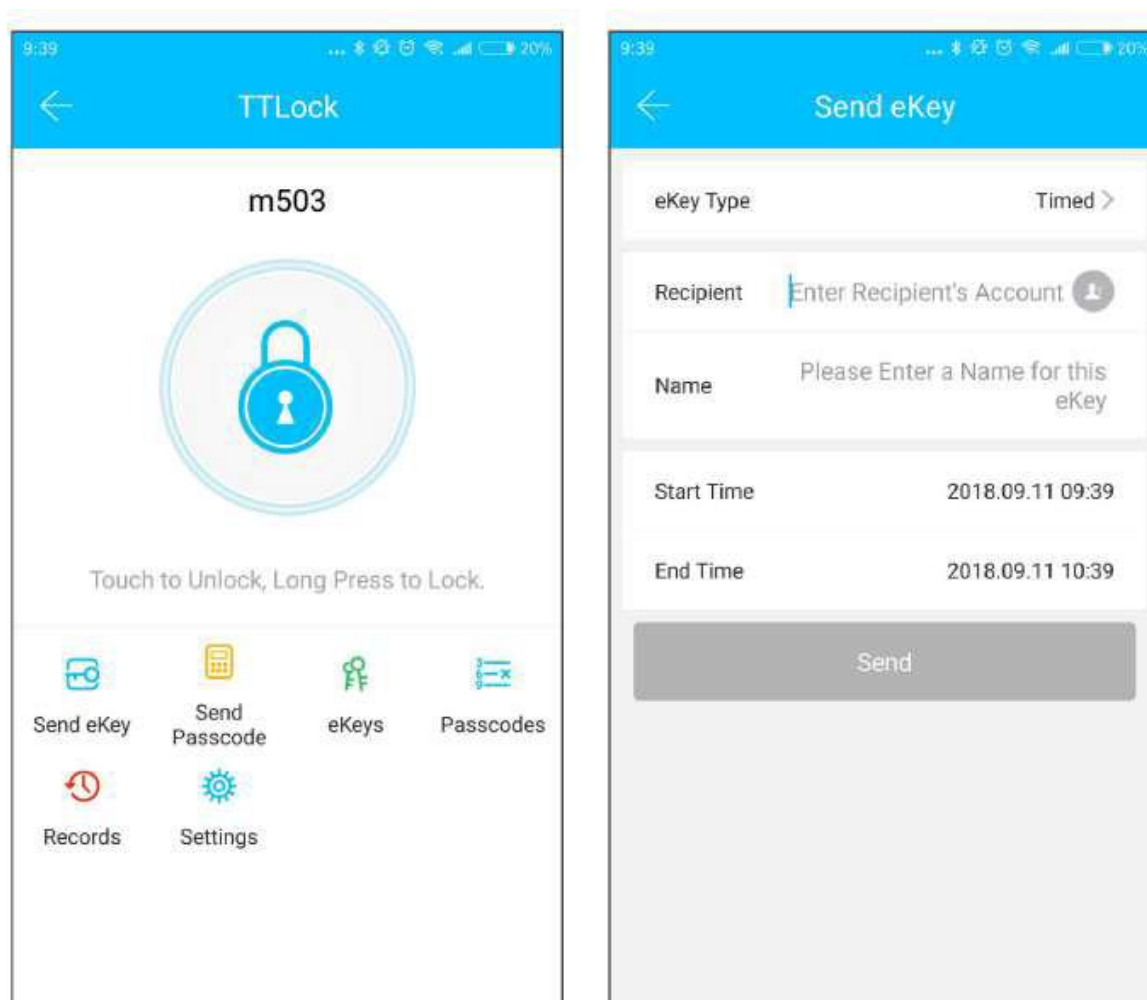 9:39
... 20%
TTLock
m503
Touch to Unlock, Long Press to Lock.
Send eKey
Send
Passcode
eKeys
Passcodes
Records
Settings
9:39
... 20%
Send eKey
eKey Type
Timed >
Recipient
Enter Recipient's Account
Name
Please Enter a Name for this
eKey
Start Time
2018.09.11 09:39
End Time
2018.09.11 10:39
Send